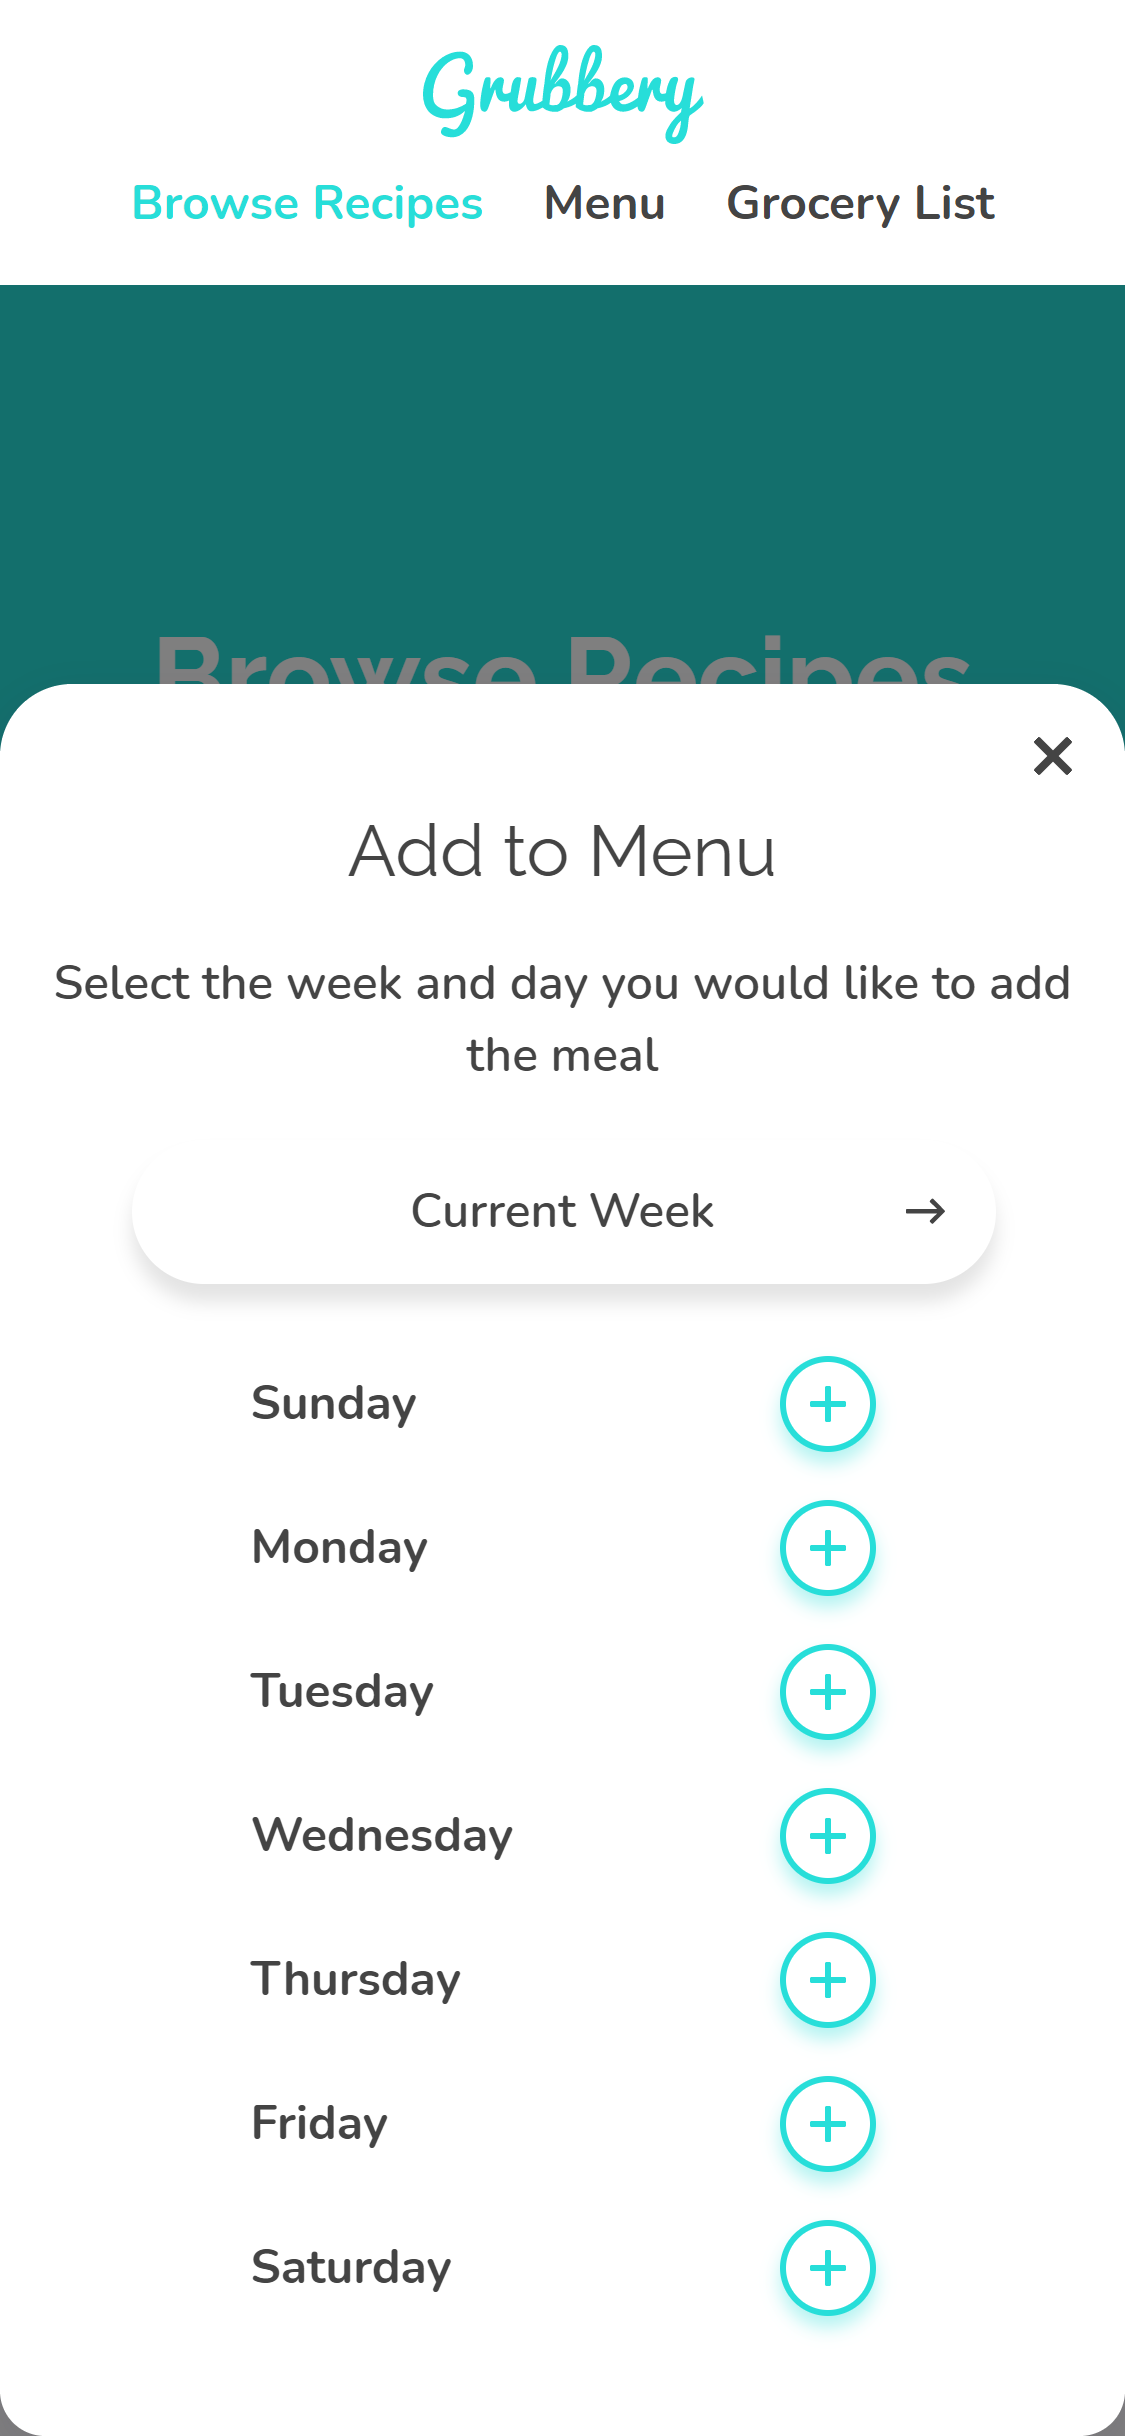 Grubbery
Browse Recipes Menu Grocery List
Browse Recipes
Add to Menu
Select the week and day you would like to add
the meal
Current Week
Sunday
Monday
Tuesday
Wednesday
Thursday
Friday
Saturday